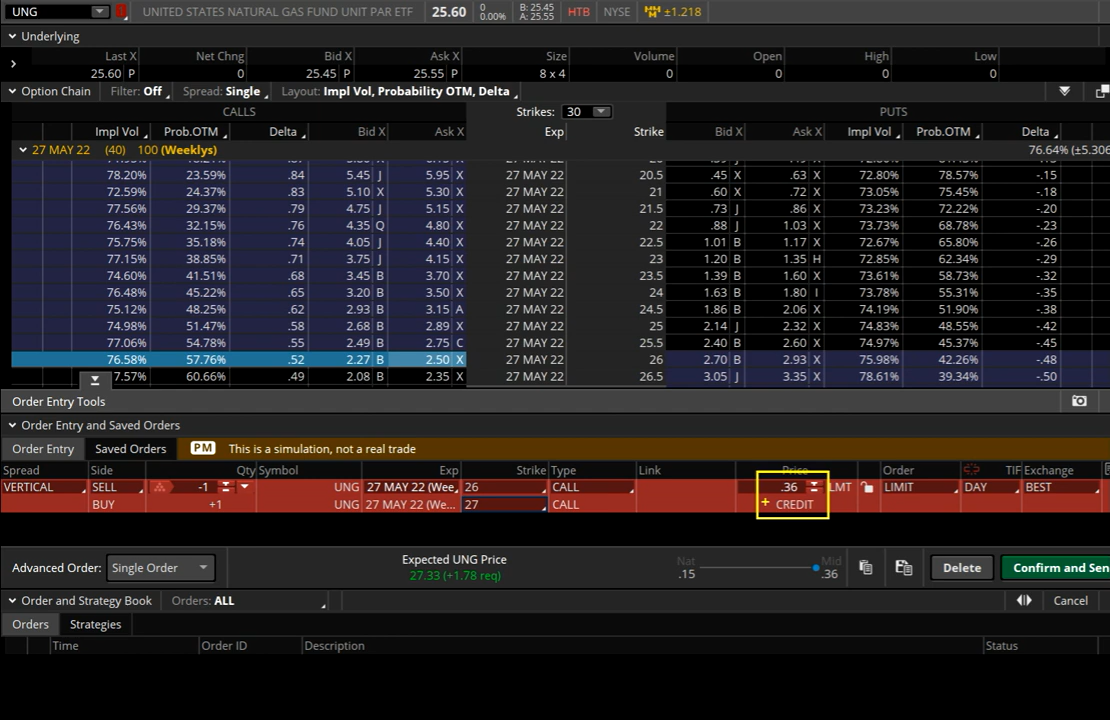 UNG UNITED STATES NATURAL GAS FUND UNIT PAR ETF 25.60 0 0.00% B: 25.45 A: 25.55 HTB NYSE ±1.218
Underlying
Last X Net Chng Bid X Ask X Size Volume Open High Low
25.60 P 0 25.45 P 25.55 P 8 x 4 0 0 0 0
Option Chain Filter: Off Spread: Single Layout: Impl Vol, Probability OTM, Delta
CALLS Strikes: 30 PUTS
Impl Vol Prob.OTM Delta Bid X Ask X Exp Strike Bid X Ask X Impl Vol Prob.OTM Delta
27 MAY 22 (40) 100 (Weeklys) 76.64% (±5.306
78.20% 23.59% .84 5.45 J 5.95 X 27 MAY 22 20.5 .45 X .63 X 72.80% 78.57% -.15
72.59% 24.37% .83 5.10 X 5.30 X 27 MAY 22 21 .60 X .72 X 73.05% 75.45% -.18
77.56% 29.37% .79 4.75 J 5.15 X 27 MAY 22 21.5 .73 J .86 X 73.23% 72.22% -.20
76.43% 32.15% .76 4.35 Q 4.80 X 27 MAY 22 22 .88 J 1.03 X 73.73% 68.78% -.23
75.75% 35.18% .74 4.05 J 4.40 X 27 MAY 22 22.5 1.01 B 1.17 X 72.67% 65.80% -.26
77.15% 38.85% .71 3.75 J 4.15 X 27 MAY 22 23 1.20 B 1.35 H 72.85% 62.34% -.29
74.60% 41.51% .68 3.45 B 3.70 X 27 MAY 22 23.5 1.39 B 1.60 X 73.61% 58.73% -.32
76.48% 45.22% .65 3.20 B 3.50 X 27 MAY 22 24 1.63 B 1.80 I 73.78% 55.31% -.35
75.12% 48.25% .62 2.93 B 3.15 A 27 MAY 22 24.5 1.86 B 2.06 X 74.19% 51.90% -.38
74.98% 51.47% .58 2.68 B 2.89 X 27 MAY 22 25 2.14 J 2.32 X 74.83% 48.55% -.42
77.06% 54.78% .55 2.49 B 2.75 C 27 MAY 22 25.5 2.40 B 2.60 X 74.97% 45.37% -.45
76.58% 57.76% .52 2.27 B 2.50 X 27 MAY 22 26 2.70 B 2.93 X 75.98% 42.26% -.48
7.57% 60.66% .49 2.08 B 2.35 X 27 MAY 22 26.5 3.05 J 3.35 X 78.61% 39.34% -.50
Order Entry Tools
Order Entry and Saved Orders
Order Entry Saved Orders PM This is a simulation, not a real trade
Spread Side Qty Symbol Exp Strike Type Link Price Order TIF Exchange
VERTICAL SELL -1 UNG 27 MAY 22 (Wee 26 CALL .36 LMT LIMIT DAY BEST
BUY +1 UNG 27 MAY 22 (We... 27 CALL + CREDIT
Advanced Order: Single Order Expected UNG Price Nat Mid Delete Confirm and Sen
27.33 (+1.78 req) .15 .36
Order and Strategy Book Orders: ALL Cancel
Orders Strategies
Time Order ID Description Status